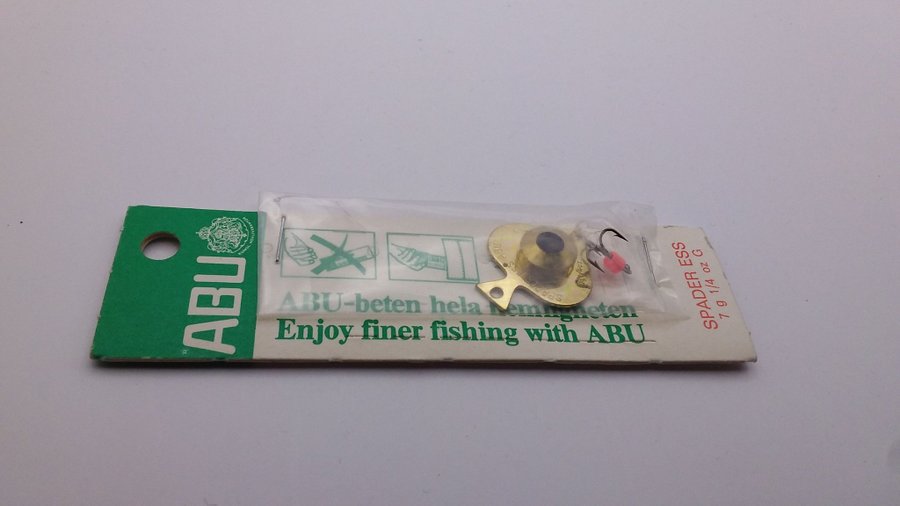 ABU
®
ABU-beten hela hemligheten
Enjoy finer fishing with ABU
SPADER ESS
7 g 1/4 oz G